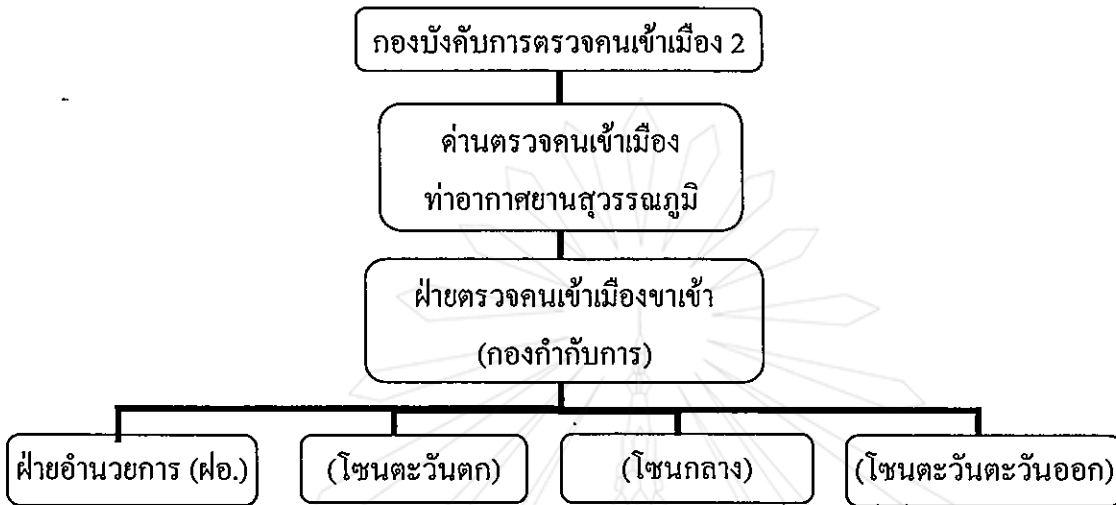 กองบังคับการตรวจคนเข้าเมือง 2
ด่านตรวจคนเข้าเมือง
ท่าอากาศยานสุวรรณภูมิ
ฝ่ายตรวจคนเข้าเมืองขาเข้า
(กองกำกับการ)
ฝ่ายอำนวยการ (ฝอ.)
(โซนตะวันตก)
(โซนกลาง)
(โซนตะวันตะวันออก)